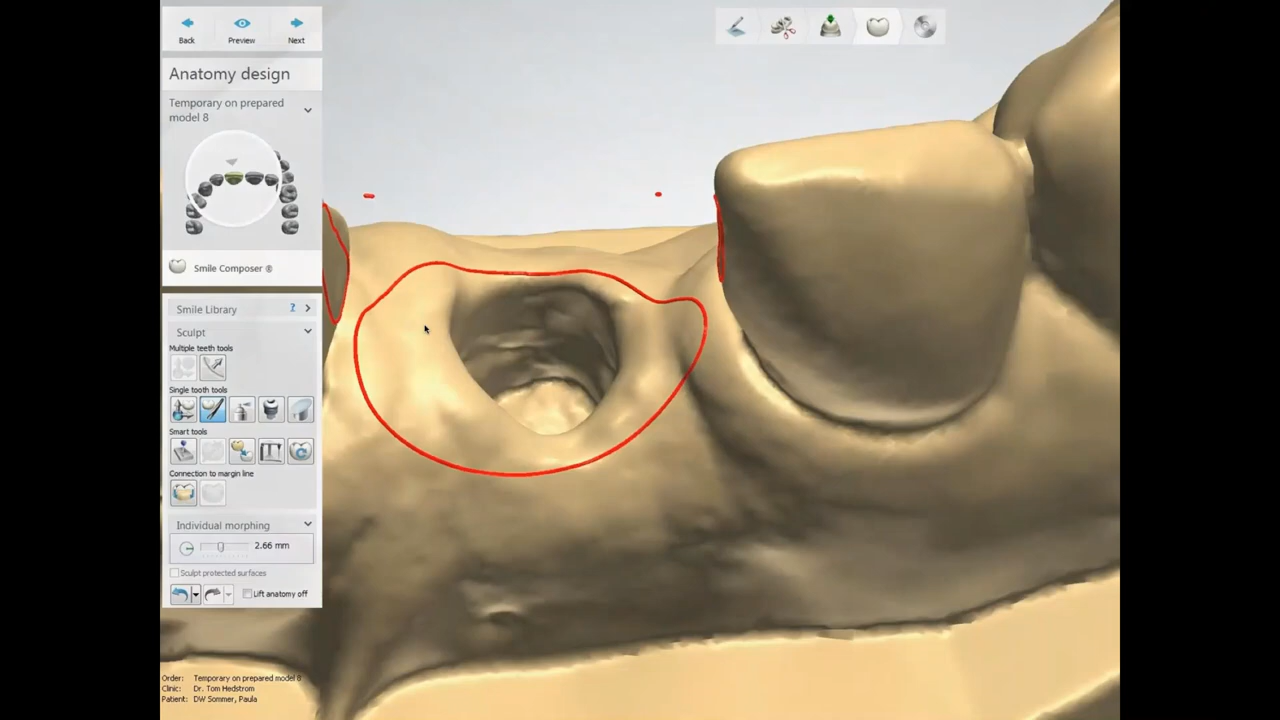 Back
Preview
Next
Anatomy design
Temporary on prepared
model 8
Smile Composer ®
Smile Library
?
Sculpt
Multiple teeth tools
Single tooth tools
Smart tools
Connection to margin line
Individual morphing
2.66 mm
Sculpt protected surfaces
Lift anatomy off
Order: Temporary on prepared model 8
Clinic: Dr. Tom Hedstrom
Patient: DW Sommer, Paula